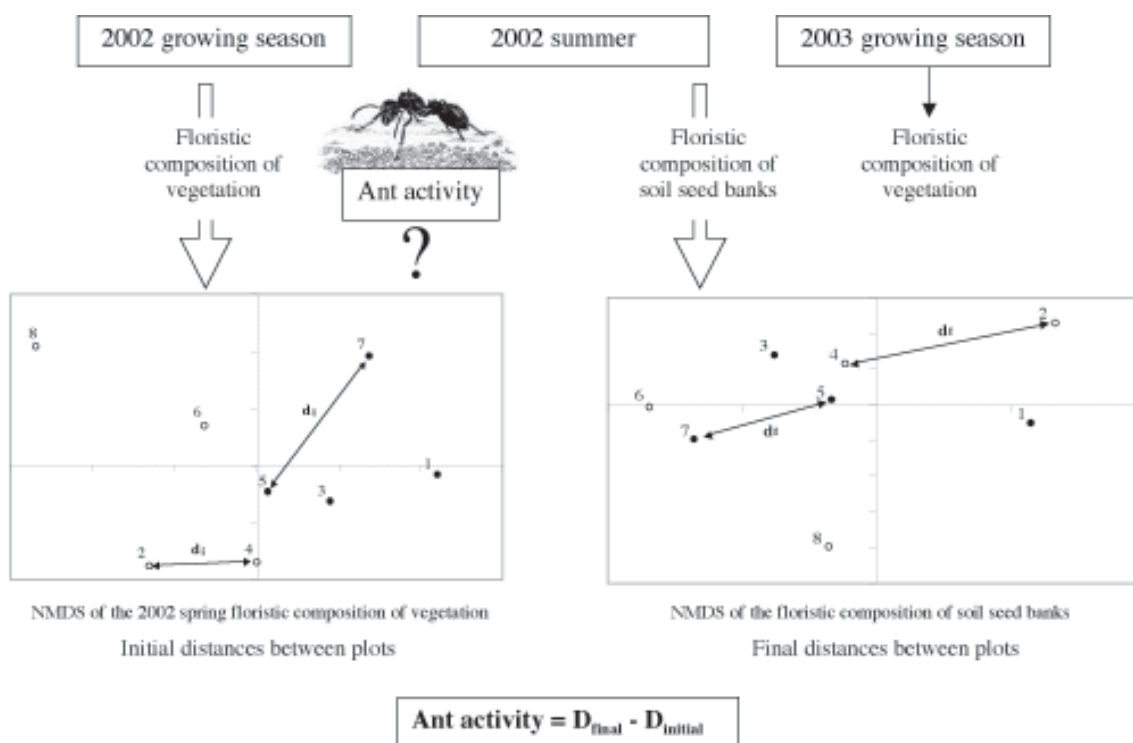 2002 growing season
2002 summer
2003 growing season
Floristic
composition of
vegetation
Ant activity
?
Floristic
composition of
soil seed banks
Floristic
composition of
vegetation
8
7
6
di
5
3
1
2
di
4
2
df
3
4
6
5
7
df
1
8
NMDS of the 2002 spring floristic composition of vegetation
Initial distances between plots
NMDS of the floristic composition of soil seed banks
Final distances between plots
Ant activity = Dfinal - Dinitial